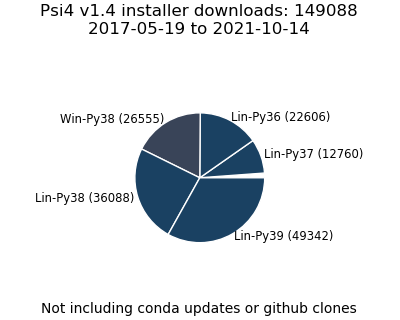 Psi4 v1.4 installer downloads: 149088
2017-05-19 to 2021-10-14
Win-Py38 (26555)
Lin-Py36 (22606)
Lin-Py37 (12760)
Lin-Py38 (36088)
Lin-Py39 (49342)
Not including conda updates or github clones